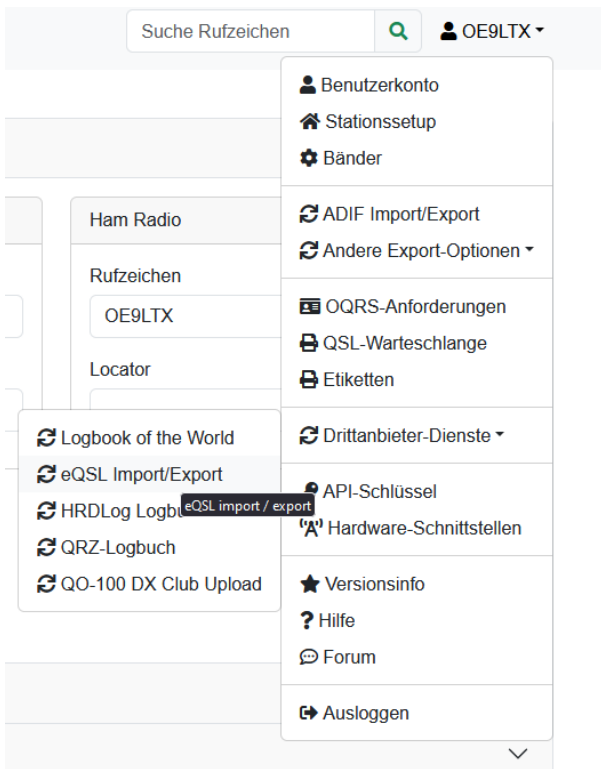 Suche Rufzeichen
OE9LTX
Benutzerkonto
Stationssetup
Bänder
ADIF Import/Export
Andere Export-Optionen
OQRS-Anforderungen
QSL-Warteschlange
Etiketten
Drittanbieter-Dienste
API-Schlüssel
Hardware-Schnittstellen
Versionsinfo
Hilfe
Forum
Ausloggen
Ham Radio
Rufzeichen
OE9LTX
Locator
Logbook of the World
eQSL Import/Export
HRDLog
eQSL import / export
QRZ-Logbuch
QO-100 DX Club Upload